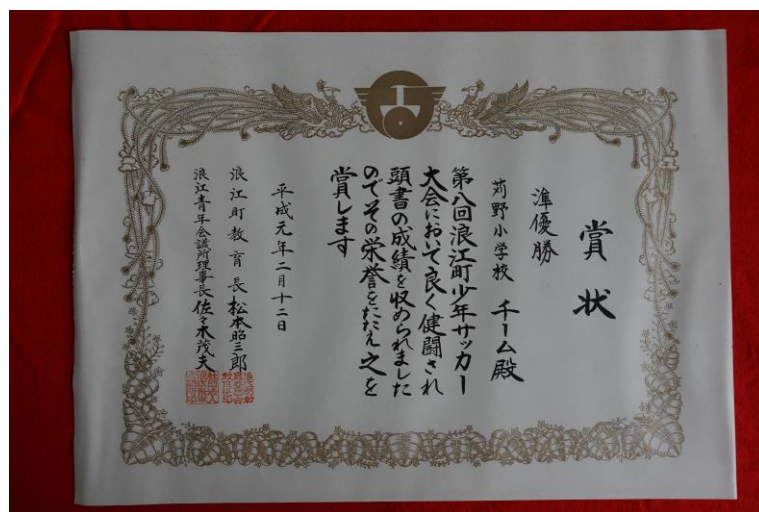 賞状
準優勝
苅野小学校 チーム殿
第八回浪江町少年サッカー
大会において良く健闘され
頭書の成績を収められました
のでその栄誉をたたえ之を
賞します
平成元年二月十二日
浪江町教育長 松本昭三郎
浪江青年会議所理事長 佐々木茂夫